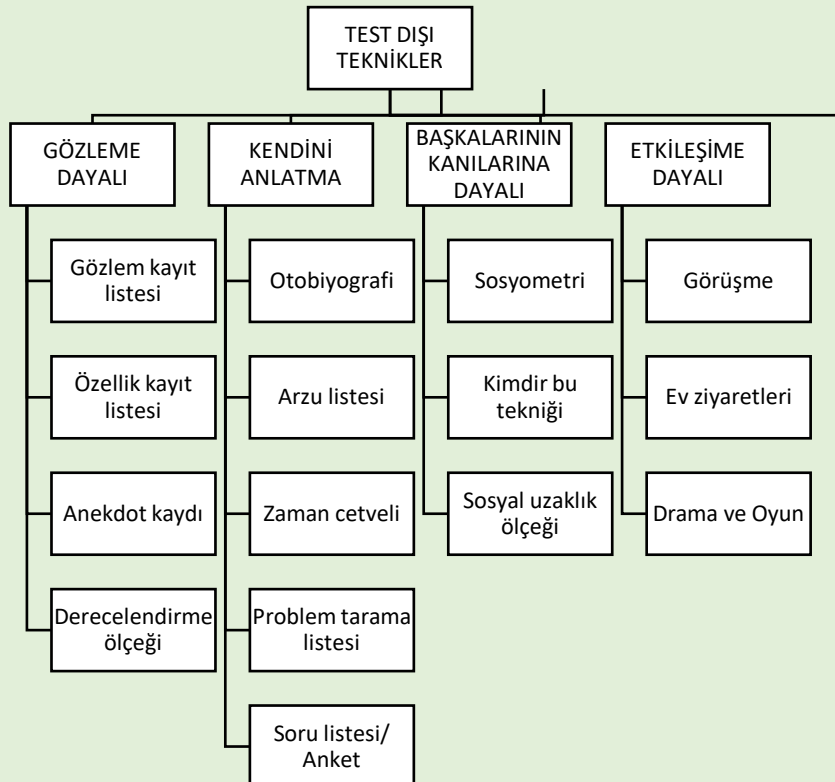 TEST DIŞI
TEKNİKLER
GÖZLEME
DAYALI
Gözlem kayıt
listesi
Özellik kayıt
listesi
Anekdot kaydı
Derecelendirme
ölçeği
KENDİNİ
ANLATMA
Otobiyografi
Arzu listesi
Zaman cetveli
Problem tarama
listesi
Soru listesi/
Anket
BAŞKALARININ
KANILARINA
DAYALI
Sosyometri
Kimdir bu
tekniği
Sosyal uzaklık
ölçeği
ETKİLEŞİME
DAYALI
Görüşme
Ev ziyaretleri
Drama ve Oyun